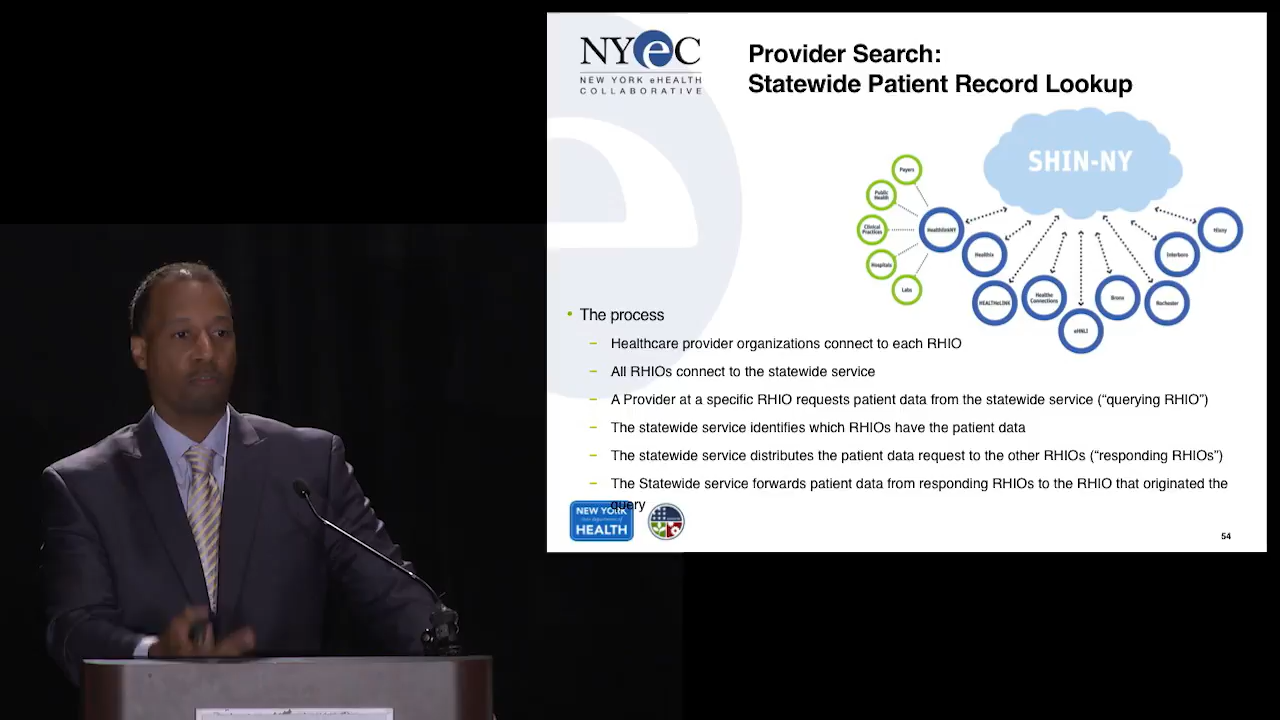 NYeC
NEW YORK eHEALTH
COLLABORATIVE
Provider Search:
Statewide Patient Record Lookup
SHIN-NY
Payers
Public
Health
Clinical
Practices
Hospitals
Labs
HealthlinkNY
Healthix
HEALTHeLINK
Healthe
Connections
eHNLI
Bronx
Rochester
Interboro
Hixny
• The process
– Healthcare provider organizations connect to each RHIO
– All RHIOs connect to the statewide service
– A Provider at a specific RHIO requests patient data from the statewide service (“querying RHIO”)
– The statewide service identifies which RHIOs have the patient data
– The statewide service distributes the patient data request to the other RHIOs (“responding RHIOs”)
– The Statewide service forwards patient data from responding RHIOs to the RHIO that originated the
query
NEW YORK
state department of
HEALTH
54